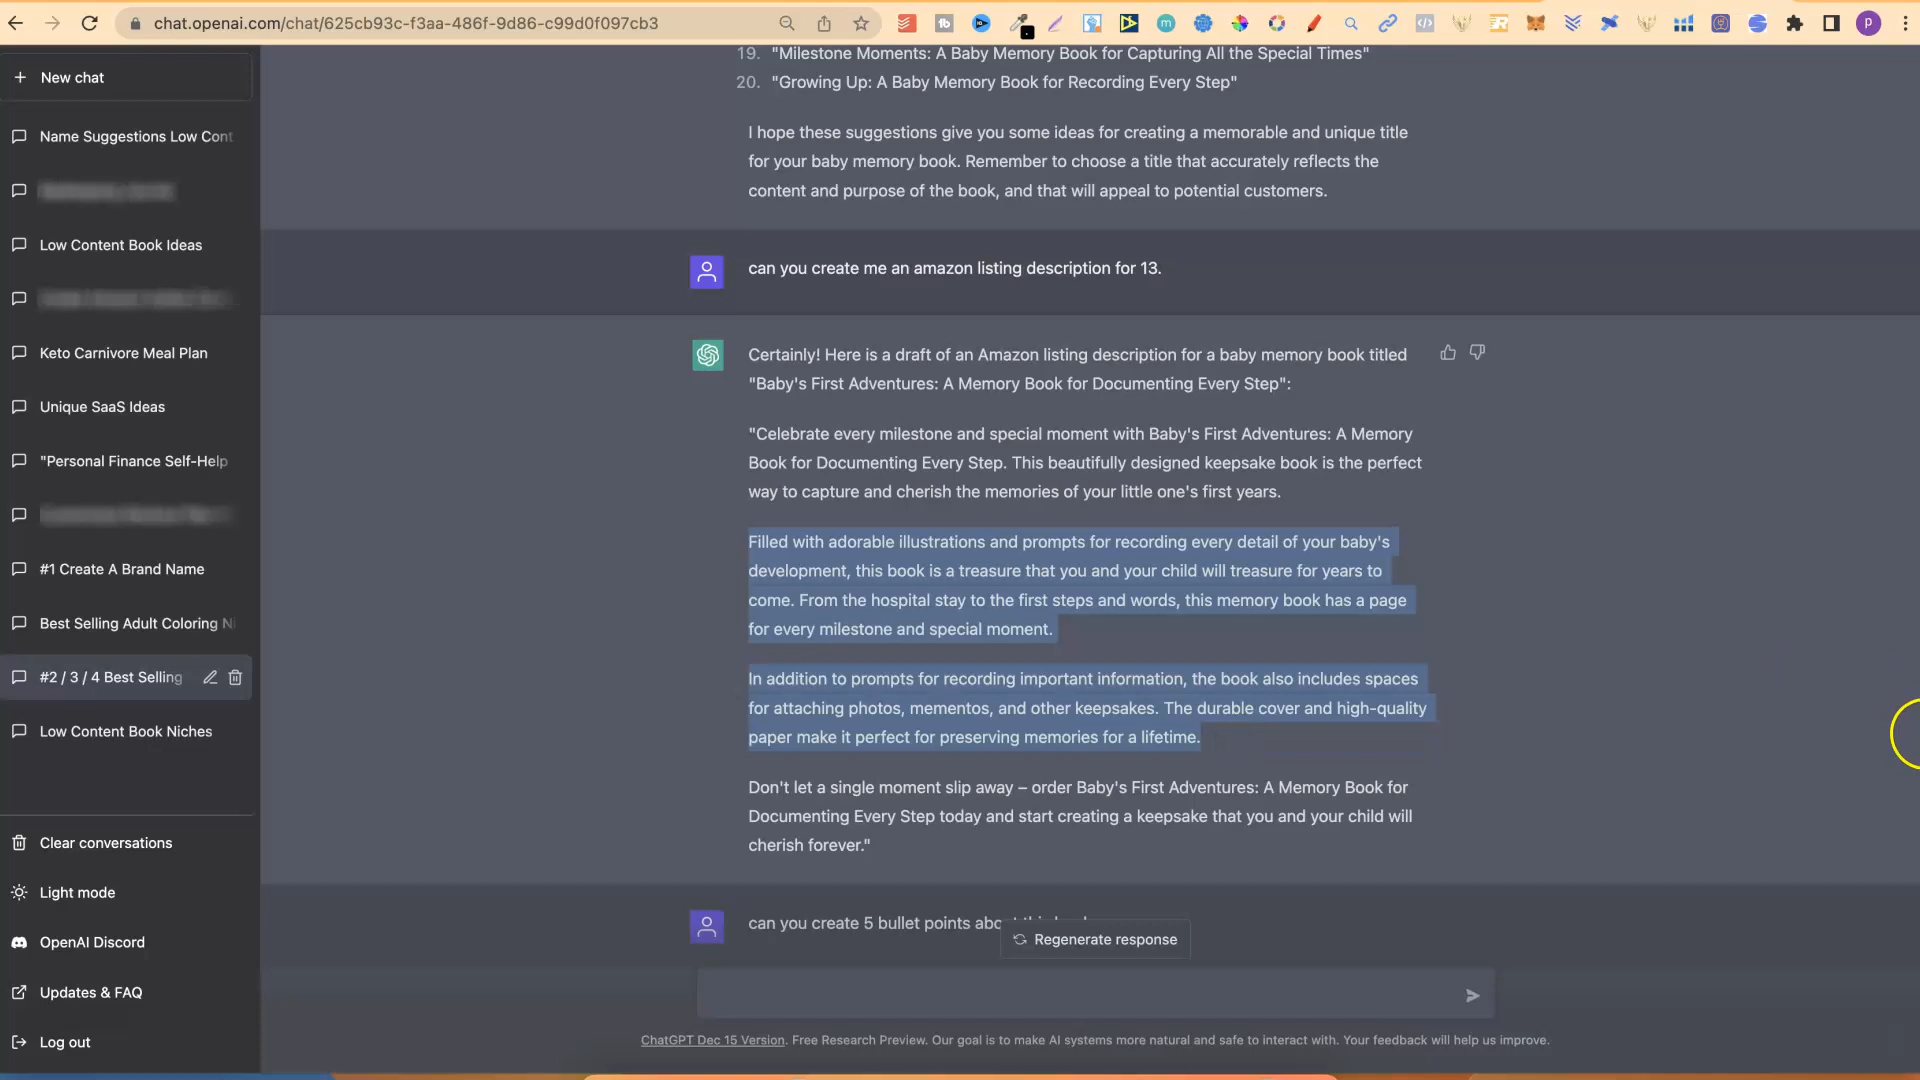 chat.openai.com/chat/625cb93c-f3aa-486f-9d86-c99d0f097cb3
New chat
Name Suggestions Low Cont
Low Content Book Ideas
Keto Carnivore Meal Plan
Unique SaaS Ideas
"Personal Finance Self-Help
#1 Create A Brand Name
Best Selling Adult Coloring Ni
#2 / 3 / 4 Best Selling
Low Content Book Niches
Clear conversations
Light mode
OpenAI Discord
Updates & FAQ
Log out
19. "Milestone Moments: A Baby Memory Book for Capturing All the Special Times"
20. "Growing Up: A Baby Memory Book for Recording Every Step"
I hope these suggestions give you some ideas for creating a memorable and unique title
for your baby memory book. Remember to choose a title that accurately reflects the
content and purpose of the book, and that will appeal to potential customers.
can you create me an amazon listing description for 13.
Certainly! Here is a draft of an Amazon listing description for a baby memory book titled
"Baby's First Adventures: A Memory Book for Documenting Every Step":
"Celebrate every milestone and special moment with Baby's First Adventures: A Memory
Book for Documenting Every Step. This beautifully designed keepsake book is the perfect
way to capture and cherish the memories of your little one's first years.
Filled with adorable illustrations and prompts for recording every detail of your baby's
development, this book is a treasure that you and your child will treasure for years to
come. From the hospital stay to the first steps and words, this memory book has a page
for every milestone and special moment.
In addition to prompts for recording important information, the book also includes spaces
for attaching photos, mementos, and other keepsakes. The durable cover and high-quality
paper make it perfect for preserving memories for a lifetime.
Don't let a single moment slip away – order Baby's First Adventures: A Memory Book for
Documenting Every Step today and start creating a keepsake that you and your child will
cherish forever."
can you create 5 bullet points
Regenerate response
ChatGPT Dec 15 Version. Free Research Preview. Our goal is to make AI systems more natural and safe to interact with. Your feedback will help us improve.